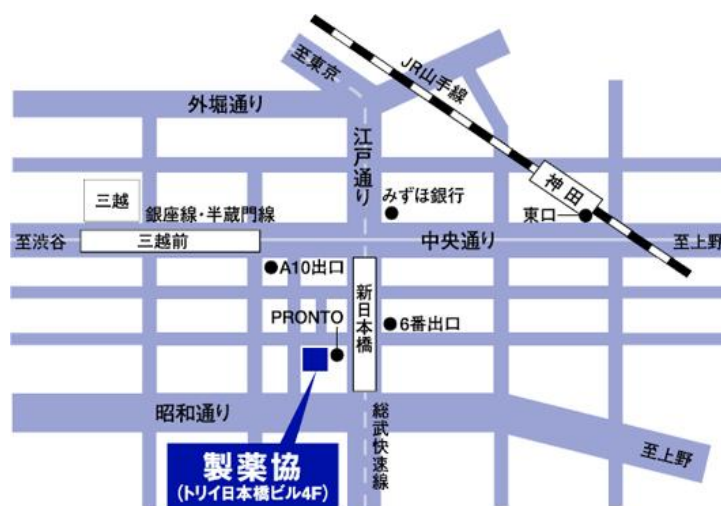 至東京
JR山手線
外堀通り
江戸通り
神田
三越
みずほ銀行
銀座線・半蔵門線
東口
至渋谷
三越前
中央通り
至上野
A10出口
新日本橋
PRONTO
6番出口
昭和通り
総武快速線
至上野
製薬協
(トリイ日本橋ビル4F)